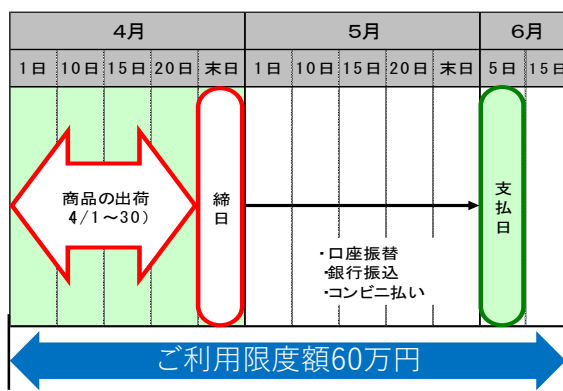 4月 5月 6月
1日 10日 15日 20日 末日 1日 10日 15日 20日 末日 5日 15日
商品の出荷
4/1～30）
締日
支払日
・口座振替
・銀行振込
・コンビニ払い
ご利用限度額60万円